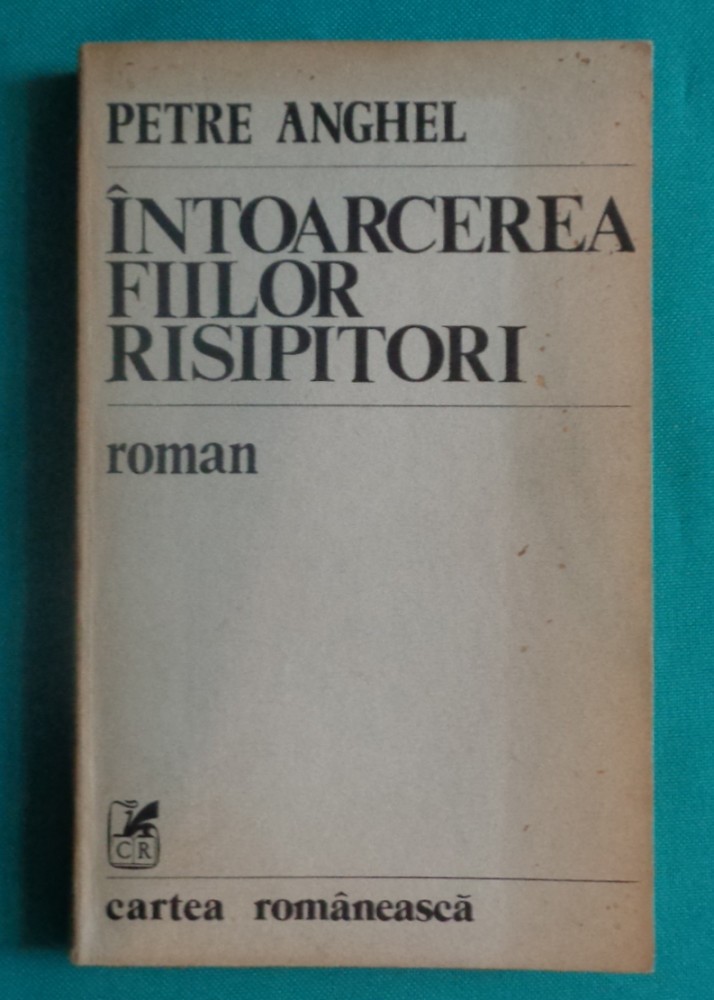 PETRE ANGHEL
ÎNTOARCEREA
FIILOR
RISIPITORI
roman
CR
cartea românească